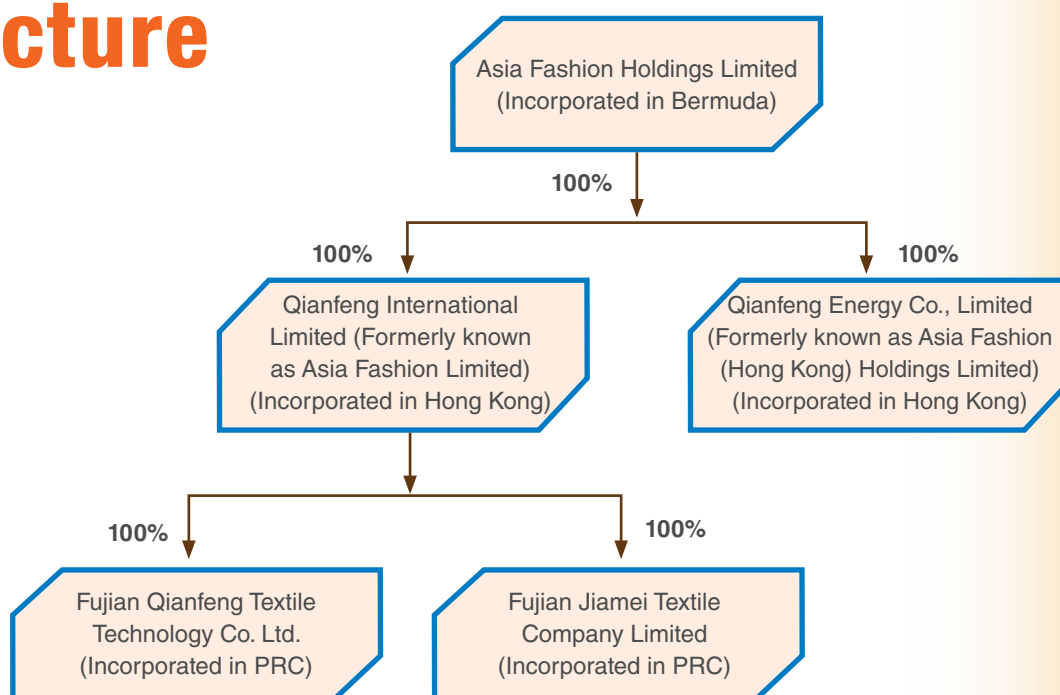 cture
Asia Fashion Holdings Limited
(Incorporated in Bermuda)
100%
100%
100%
Qianfeng International
Limited (Formerly known
as Asia Fashion Limited)
(Incorporated in Hong Kong)
Qianfeng Energy Co., Limited
(Formerly known as Asia Fashion
(Hong Kong) Holdings Limited)
(Incorporated in Hong Kong)
100%
100%
Fujian Qianfeng Textile
Technology Co. Ltd.
(Incorporated in PRC)
Fujian Jiamei Textile
Company Limited
(Incorporated in PRC)